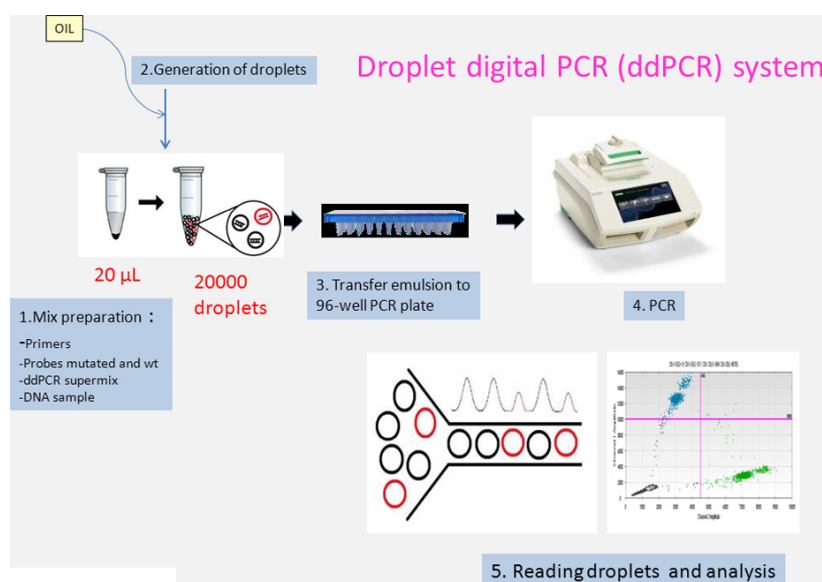 OIL
2.Generation of droplets
Droplet digital PCR (ddPCR) system
20 µL
20000
droplets
1.Mix preparation :
-Primers
-Probes mutated and wt
-ddPCR supermix
-DNA sample
3. Transfer emulsion to
96-well PCR plate
4. PCR
5. Reading droplets and analysis